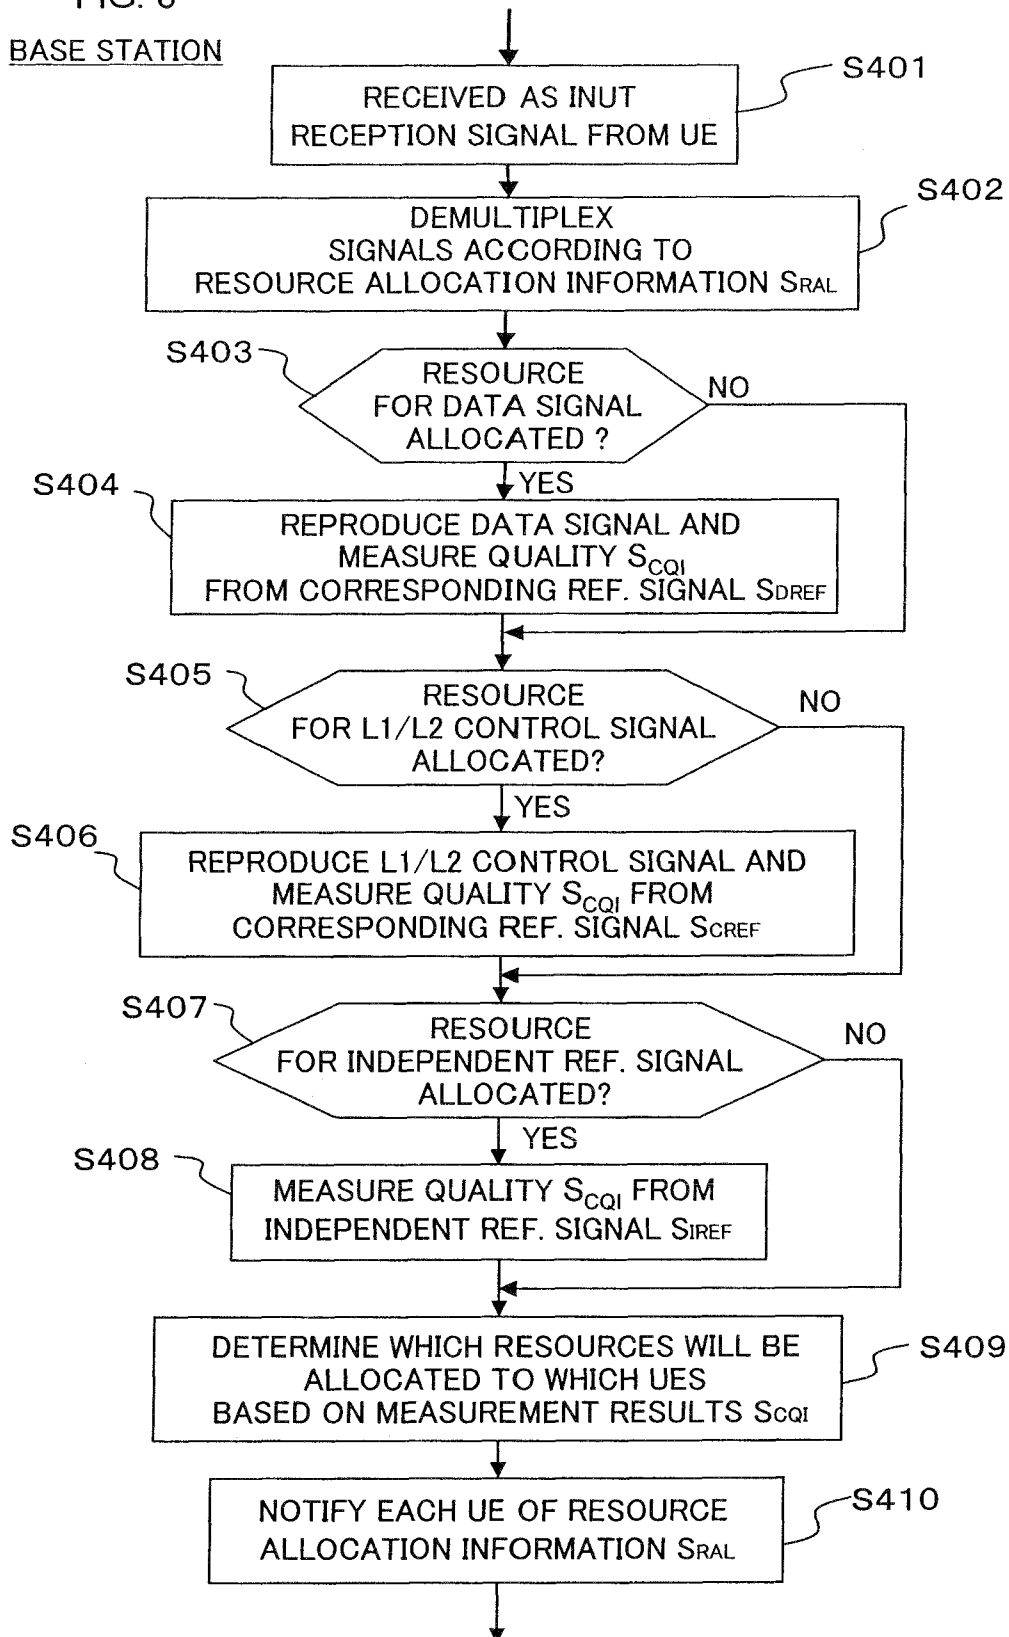 BASE STATION
S401
RECEIVED AS INUT
RECEPTION SIGNAL FROM UE
S402
DEMULTIPLEX
SIGNALS ACCORDING TO
RESOURCE ALLOCATION INFORMATION SRAL
S403
RESOURCE
FOR DATA SIGNAL
ALLOCATED ?
NO
YES
S404
REPRODUCE DATA SIGNAL AND
MEASURE QUALITY SCQI
FROM CORRESPONDING REF. SIGNAL SDREF
S405
RESOURCE
FOR L1/L2 CONTROL SIGNAL
ALLOCATED?
NO
YES
S406
REPRODUCE L1/L2 CONTROL SIGNAL AND
MEASURE QUALITY SCQI FROM
CORRESPONDING REF. SIGNAL SCREF
S407
RESOURCE
FOR INDEPENDENT REF. SIGNAL
ALLOCATED?
NO
YES
S408
MEASURE QUALITY SCQI FROM
INDEPENDENT REF. SIGNAL SIREF
DETERMINE WHICH RESOURCES WILL BE
ALLOCATED TO WHICH UES
BASED ON MEASUREMENT RESULTS SCQI
S409
NOTIFY EACH UE OF RESOURCE
ALLOCATION INFORMATION SRAL
S410